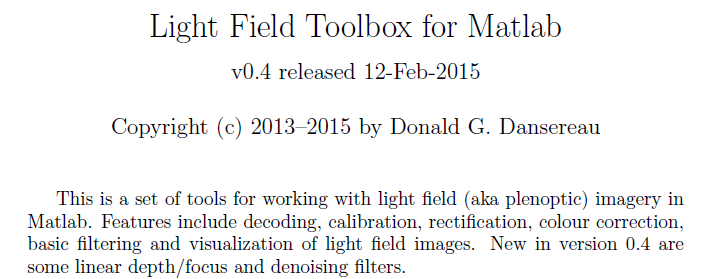 Light Field Toolbox for Matlab
v0.4 released 12-Feb-2015
Copyright (c) 2013–2015 by Donald G. Dansereau
This is a set of tools for working with light field (aka plenoptic) imagery in
Matlab. Features include decoding, calibration, rectification, colour correction,
basic filtering and visualization of light field images. New in version 0.4 are
some linear depth/focus and denoising filters.